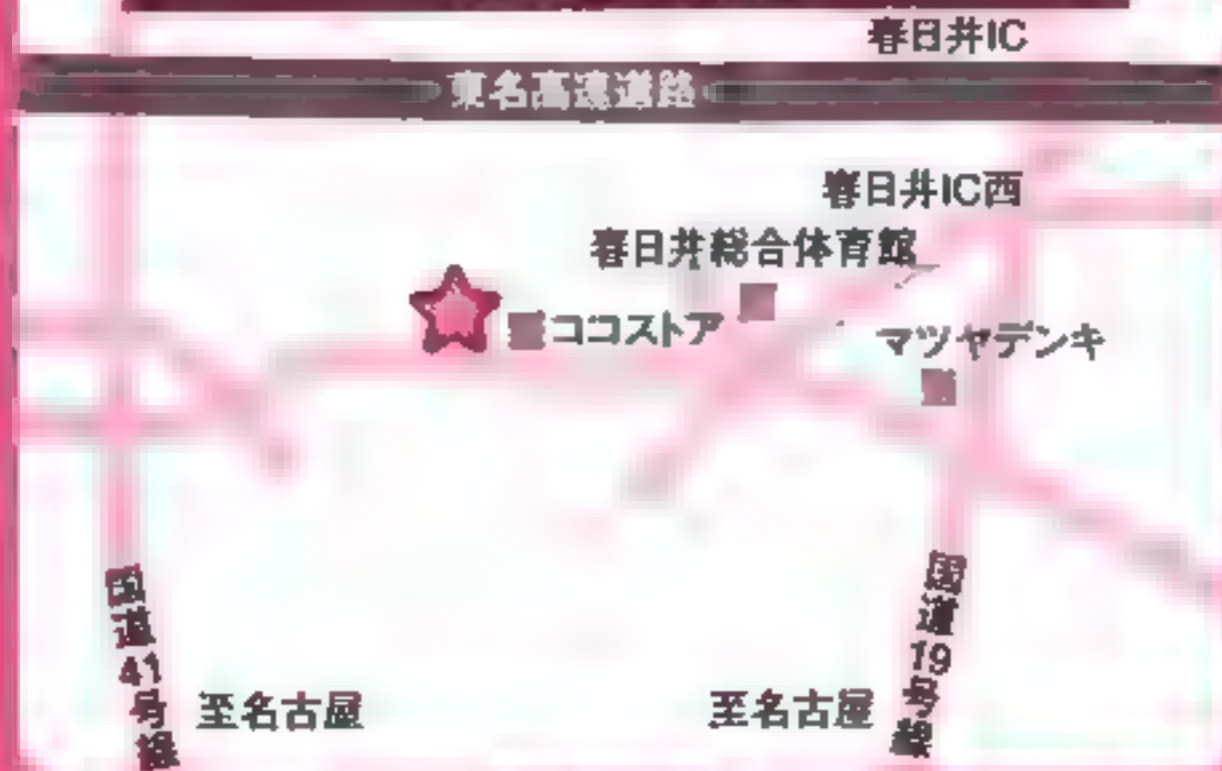 春日井IC
東名高速道路
春日井IC西
春日井総合体育館
ココストア
マツヤデンキ
国道41号線
国道19号線
至名古屋
至名古屋